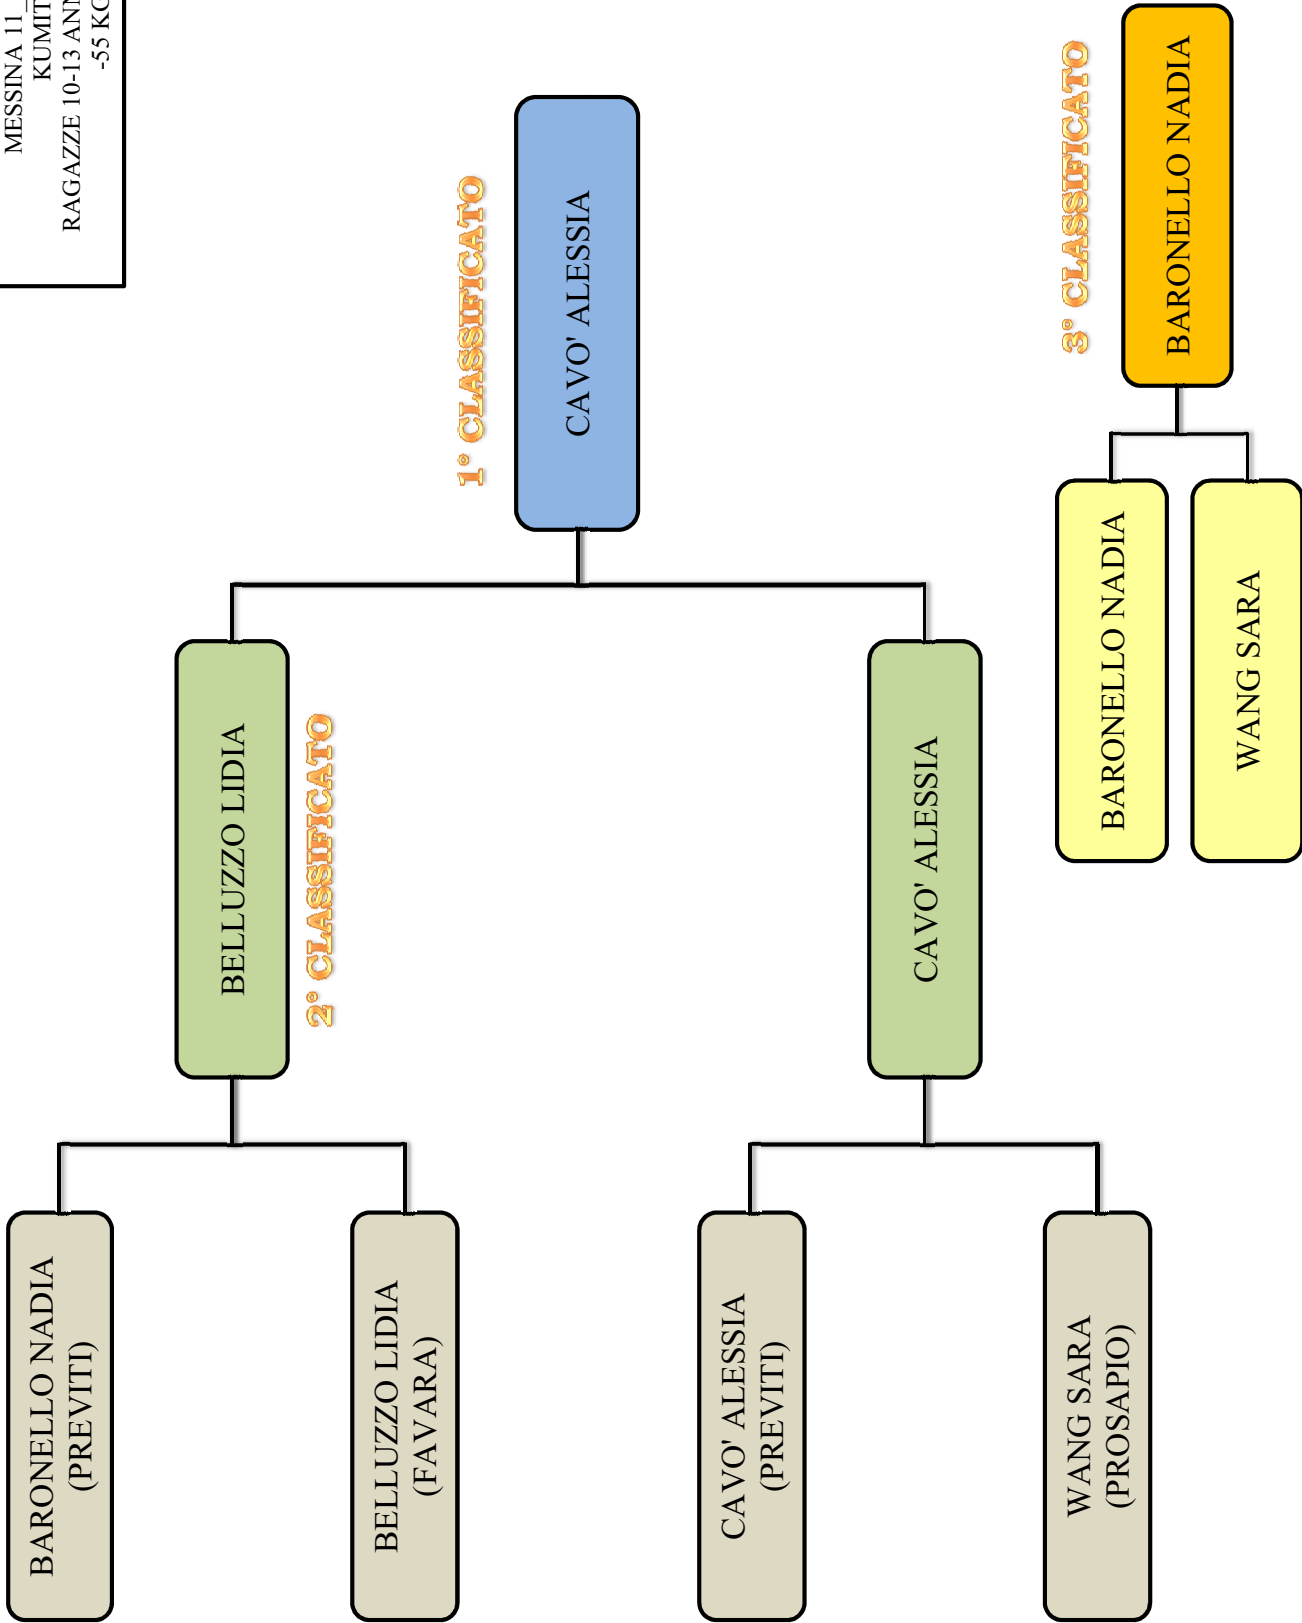 MESSINA 11_
KUMIT
RAGAZZE 10-13 ANN
-55 KG
BARONELLO NADIA
(PREVITI)
BELLUZZO LIDIA
(FAVARA)
CAVO' ALESSIA
(PREVITI)
WANG SARA
(PROSAPIO)
BELLUZZO LIDIA
2° CLASSIFICATO
CAVO' ALESSIA
1° CLASSIFICATO
CAVO' ALESSIA
BARONELLO NADIA
WANG SARA
3° CLASSIFICATO
BARONELLO NADIA